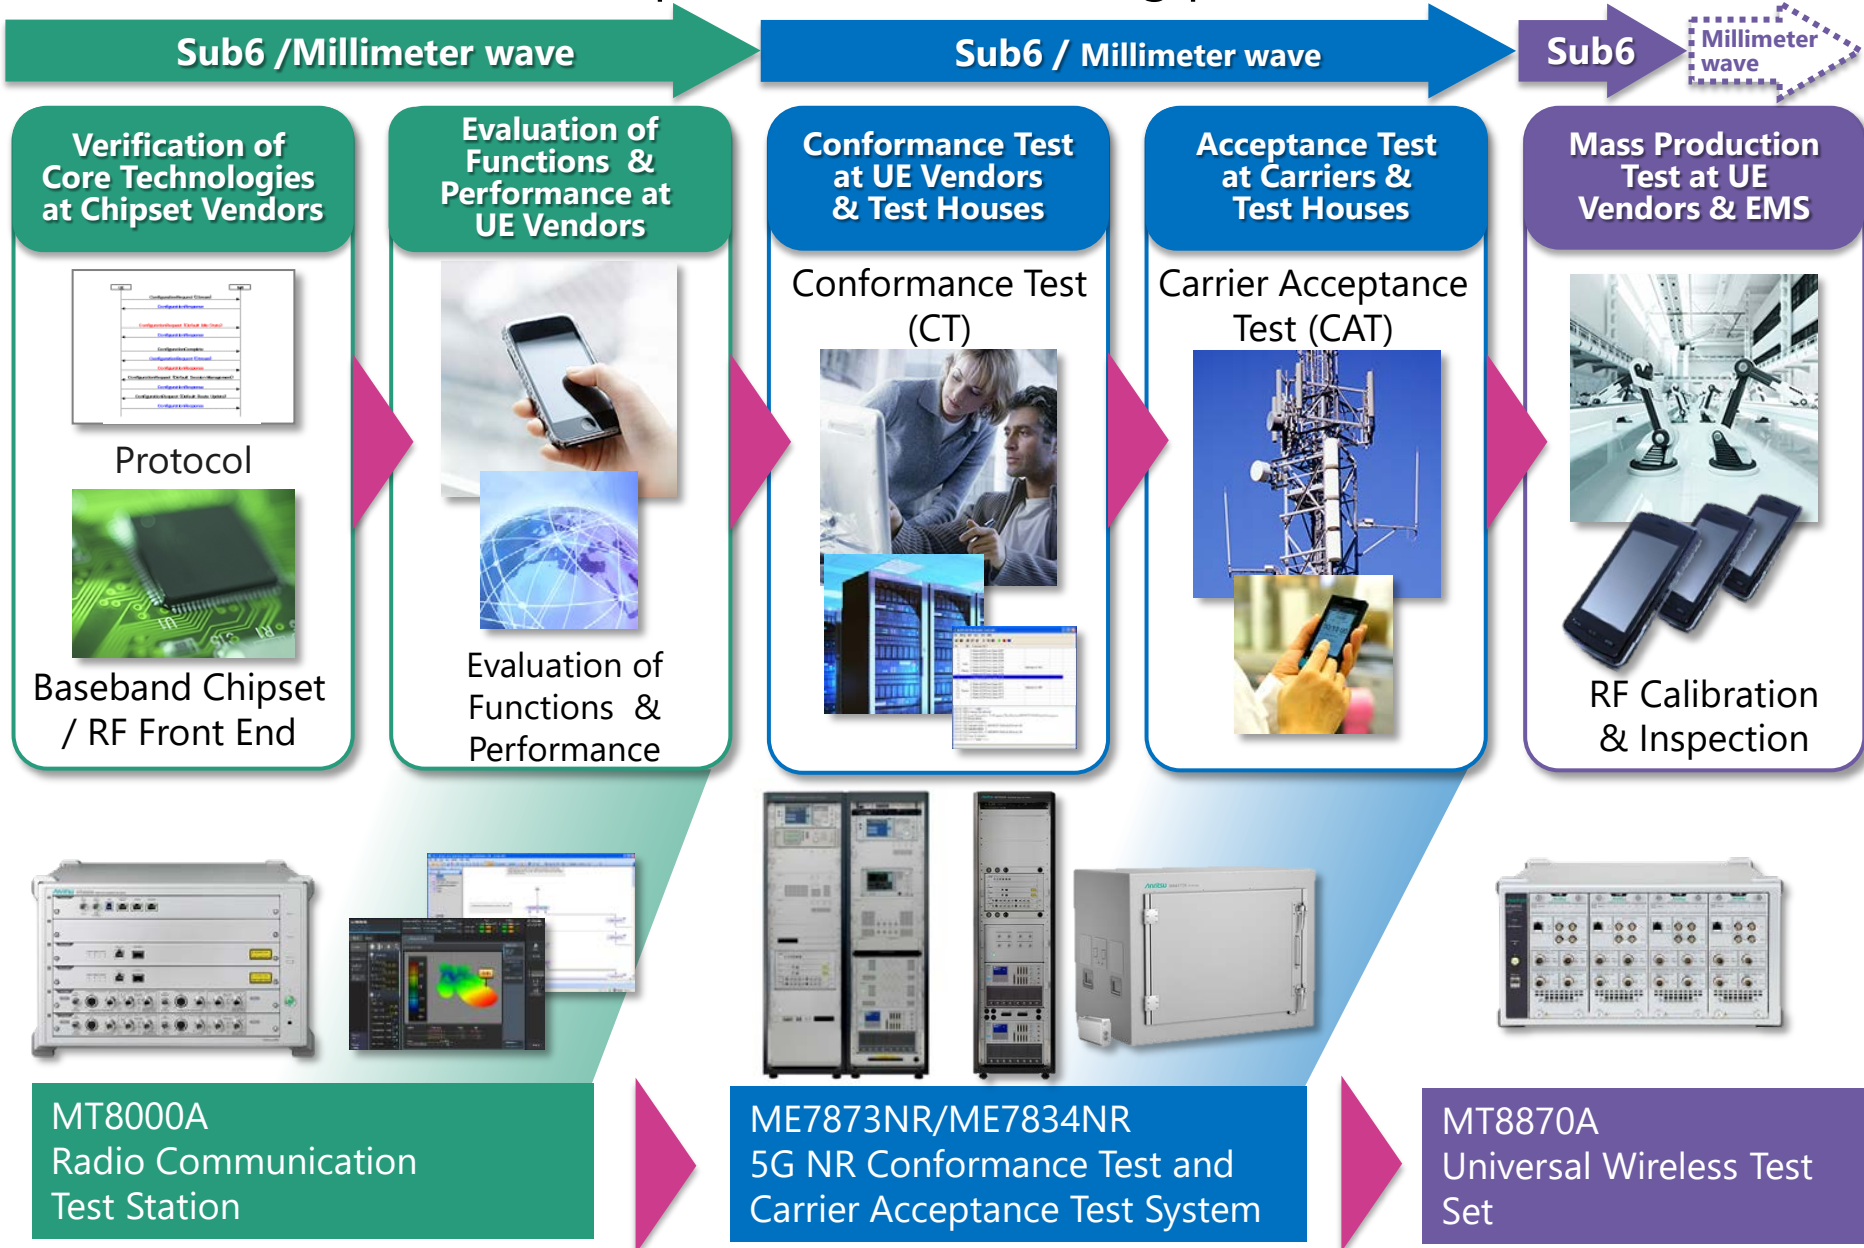 Sub6 /Millimeter wave
Sub6 / Millimeter wave
Sub6
Millimeter
wave
Verification of
Core Technologies
at Chipset Vendors
Evaluation of
Functions &
Performance at
UE Vendors
Conformance Test
at UE Vendors
& Test Houses
Acceptance Test
at Carriers &
Test Houses
Mass Production
Test at UE
Vendors & EMS
Protocol
Baseband Chipset
/ RF Front End
Evaluation of
Functions &
Performance
Conformance Test
(CT)
Carrier Acceptance
Test (CAT)
RF Calibration
& Inspection
Anritsu
MT8000A
Radio Communication
Test Station
ME7873NR/ME7834NR
5G NR Conformance Test and
Carrier Acceptance Test System
MT8870A
Universal Wireless Test
Set